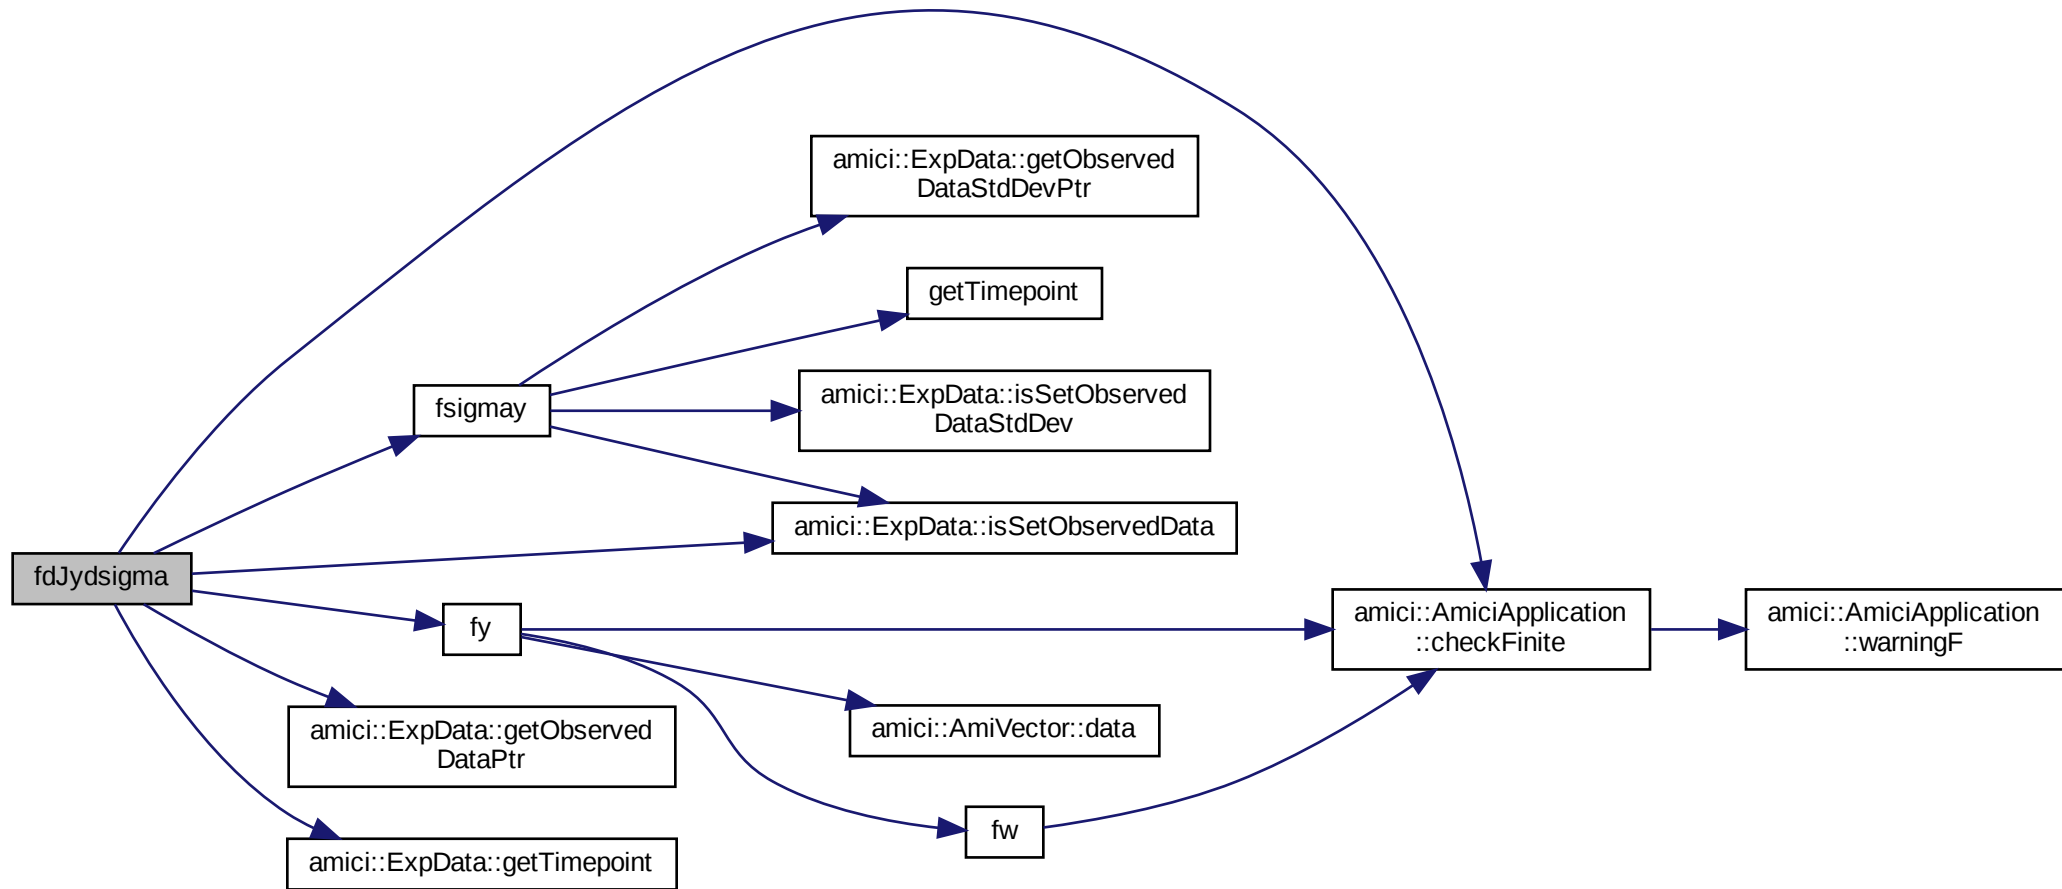 amici::ExpData::getObserved
DataStdDevPtr
getTimepoint
fsigmay
amici::ExpData::isSetObserved
DataStdDev
amici::ExpData::isSetObservedData
fdJydsigma
fy
amici::AmiciApplication
::checkFinite
amici::AmiciApplication
::warningF
amici::ExpData::getObserved
DataPtr
amici::AmiVector::data
fw
amici::ExpData::getTimepoint